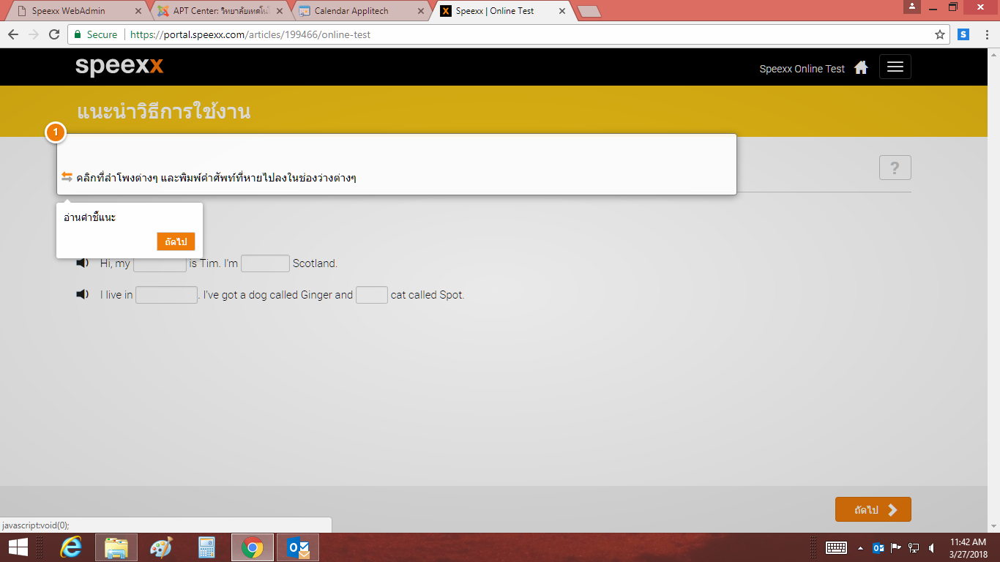 Speexx WebAdmin
APT Center: วิทยาลัยเทคโนโ
Calendar Applitech
Speexx | Online Test
Secure
https://portal.speexx.com/articles/199466/online-test
speexx
Speexx Online Test
แนะนำวิธีการใช้งาน
1
คลิกที่ลำโพงต่างๆ และพิมพ์คำศัพท์ที่หายไปลงในช่องว่างต่างๆ
?
อ่านคำชี้แนะ
ถัดไป
Hi, my is Tim. I'm Scotland.
I live in . I've got a dog called Ginger and cat called Spot.
ถัดไป
javascript:void(0);
11:42 AM
3/27/2018